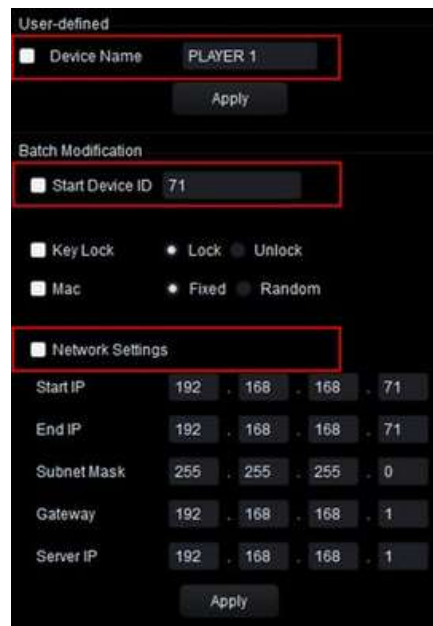 User-defined
Device Name PLAYER 1
Apply
Batch Modification
Start Device ID 71
Key Lock Lock Unlock
Mac Fixed Random
Network Settings
Start IP 192 . 168 . 168 . 71
End IP 192 . 168 . 168 . 71
Subnet Mask 255 . 255 . 255 . 0
Gateway 192 . 168 . 168 . 1
Server IP 192 . 168 . 168 . 1
Apply